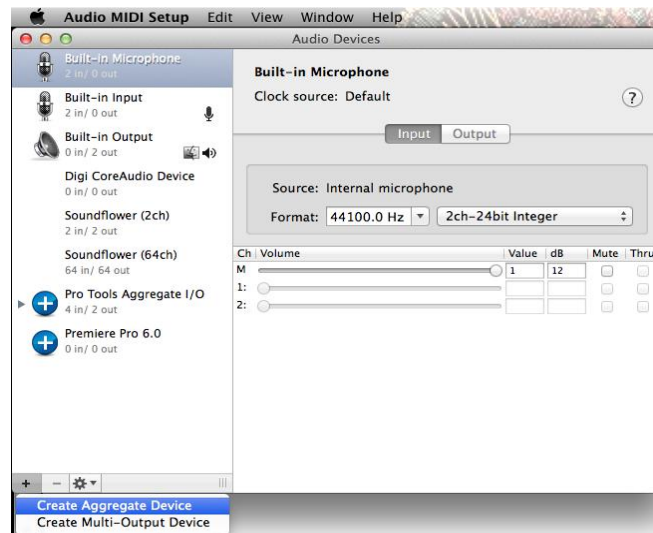 Audio MIDI Setup Edit View Window Help
Audio Devices
Built-in Microphone
2 in/ 0 out
Built-in Input
2 in/ 0 out
Built-in Output
0 in/ 2 out
Digi CoreAudio Device
0 in/ 0 out
Soundflower (2ch)
2 in/ 2 out
Soundflower (64ch)
64 in/ 64 out
Pro Tools Aggregate I/O
4 in/ 2 out
Premiere Pro 6.0
0 in/ 0 out
Built-in Microphone
Clock source: Default
?
Input Output
Source: Internal microphone
Format: 44100.0 Hz 2ch-24bit Integer
Ch Volume Value dB Mute Thru
M 1 12
1:
2:
+ -
Create Aggregate Device
Create Multi-Output Device